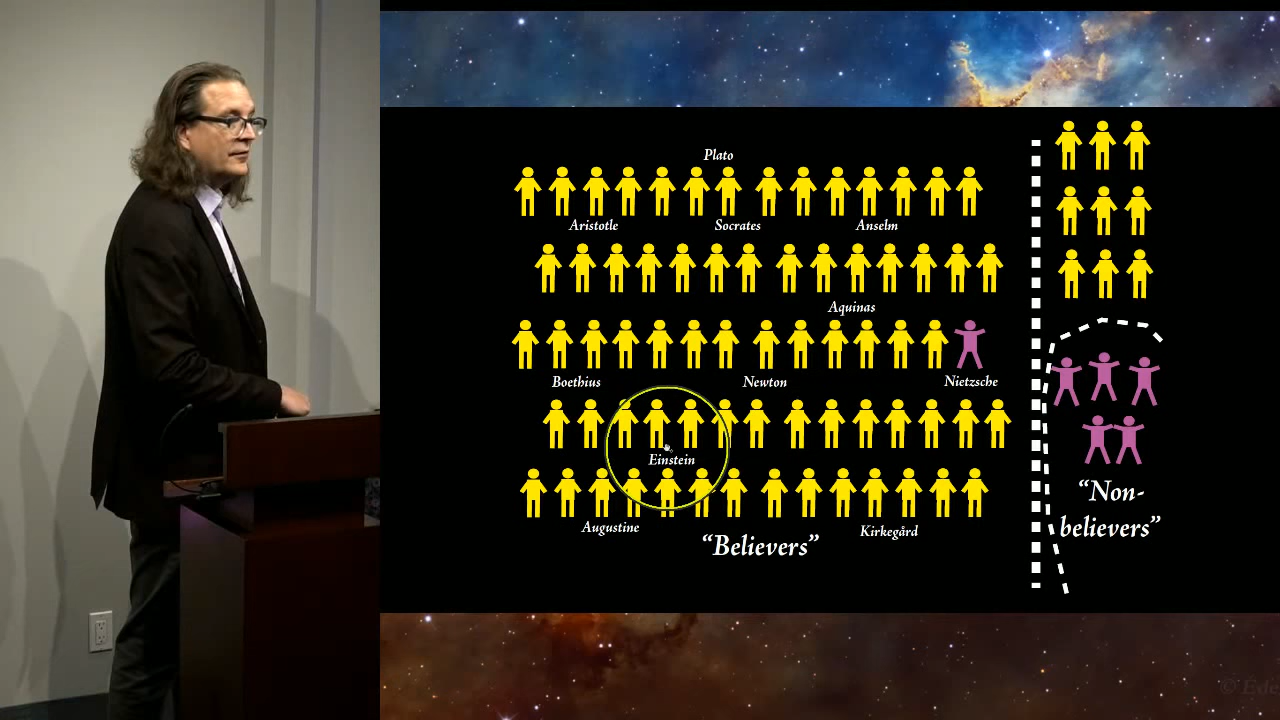 Plato
Aristotle
Socrates
Anselm
Aquinas
Boethius
Newton
Nietzsche
Einstein
Augustine
Kirkegård
“Believers”
“Non-
believers”
©